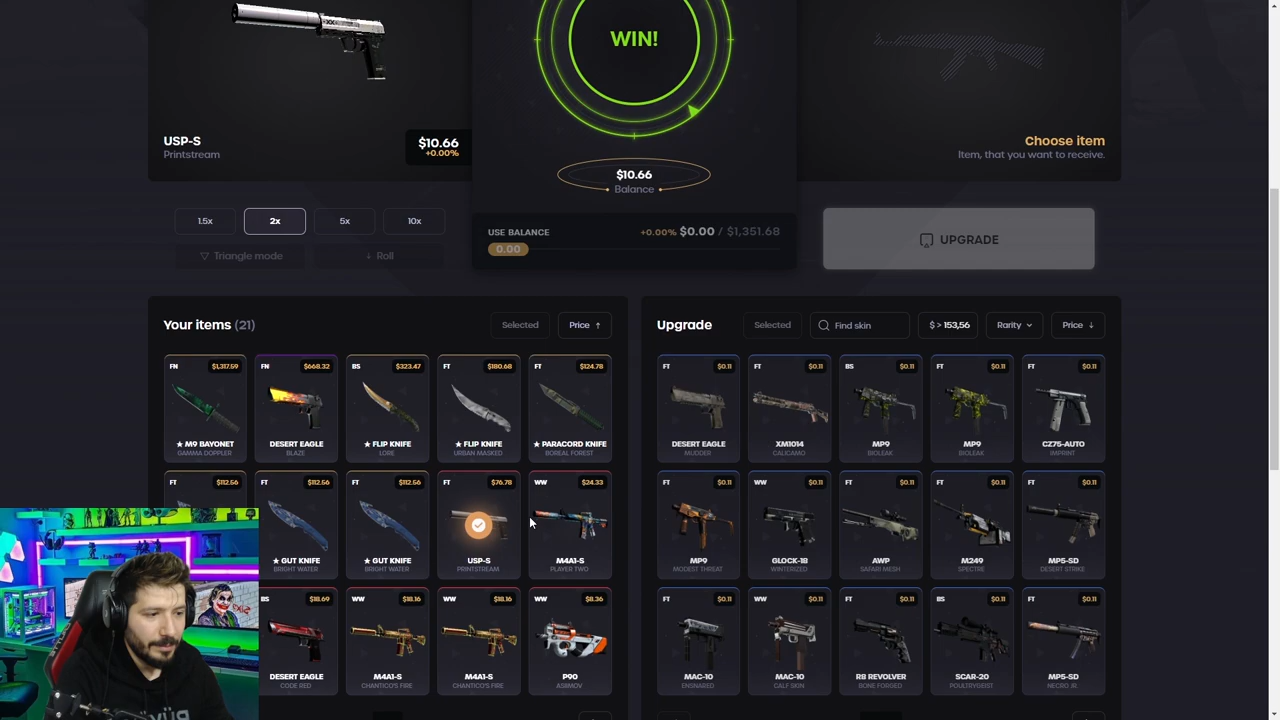 WIN!
USP-S
Printstream
$10.66
+0.00%
$10.66
Balance
Choose item
Item, that you want to receive.
1.5x
2x
5x
10x
Triangle mode
Roll
USE BALANCE
+0.00% $0.00 / $1,351.68
0.00
UPGRADE
Your items (21)
Selected
Price ↑
FN $1,317.59
★ M9 BAYONET
GAMMA DOPPLER
FN $668.32
DESERT EAGLE
BLAZE
BS $323.47
★ FLIP KNIFE
LORE
FT $180.68
★ FLIP KNIFE
URBAN MASKED
FT $124.78
★ PARACORD KNIFE
BOREAL FOREST
FT $112.56
FT $112.56
★ GUT KNIFE
BRIGHT WATER
FT $112.56
★ GUT KNIFE
BRIGHT WATER
FT $76.78
USP-S
PRINTSTREAM
WW $24.33
M4A1-S
PLAYER TWO
BS $18.69
DESERT EAGLE
CODE RED
WW $18.16
M4A1-S
CHANTICO'S FIRE
WW $18.16
M4A1-S
CHANTICO'S FIRE
WW $8.36
P90
ASIIMOV
Upgrade
Selected
Find skin
$ > 153,56
Rarity
Price ↓
FT $0.11
DESERT EAGLE
MUDDER
FT $0.11
XM1014
CALICAMO
BS $0.11
MP9
BIOLEAK
FT $0.11
MP9
BIOLEAK
FT $0.11
CZ75-AUTO
IMPRINT
FT $0.11
MP9
MODEST THREAT
WW $0.11
GLOCK-18
WINTERIZED
FT $0.11
AWP
SAFARI MESH
FT $0.11
M249
SPECTRE
FT $0.11
MP5-SD
DESERT STRIKE
FT $0.11
MAC-10
ENSNARED
WW $0.11
MAC-10
CALF SKIN
FT $0.11
R8 REVOLVER
BONE FORGED
BS $0.11
SCAR-20
POULTRYGEIST
FT $0.11
MP5-SD
NECRO JR.